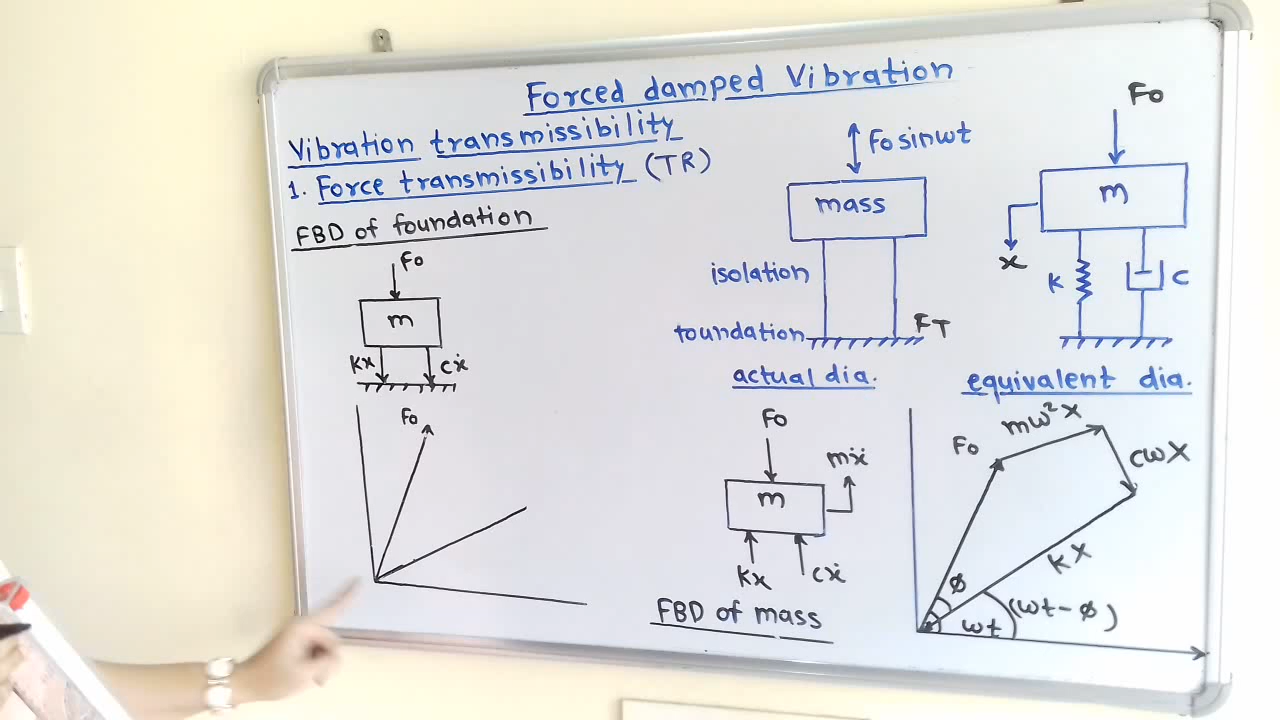 Forced damped Vibration
Vibration transmissibility
1. Force transmissibility (TR)
FBD of foundation
Fo
m
kx
cẋ
Fo
Fo sinωt
mass
isolation
toundation
FT
actual dia.
Fo
m
x
K
C
equivalent dia.
Fo
mẍ
m
kx
cẋ
FBD of mass
Fo
mω²X
cωX
KX
ø
ωt
(ωt-ø)